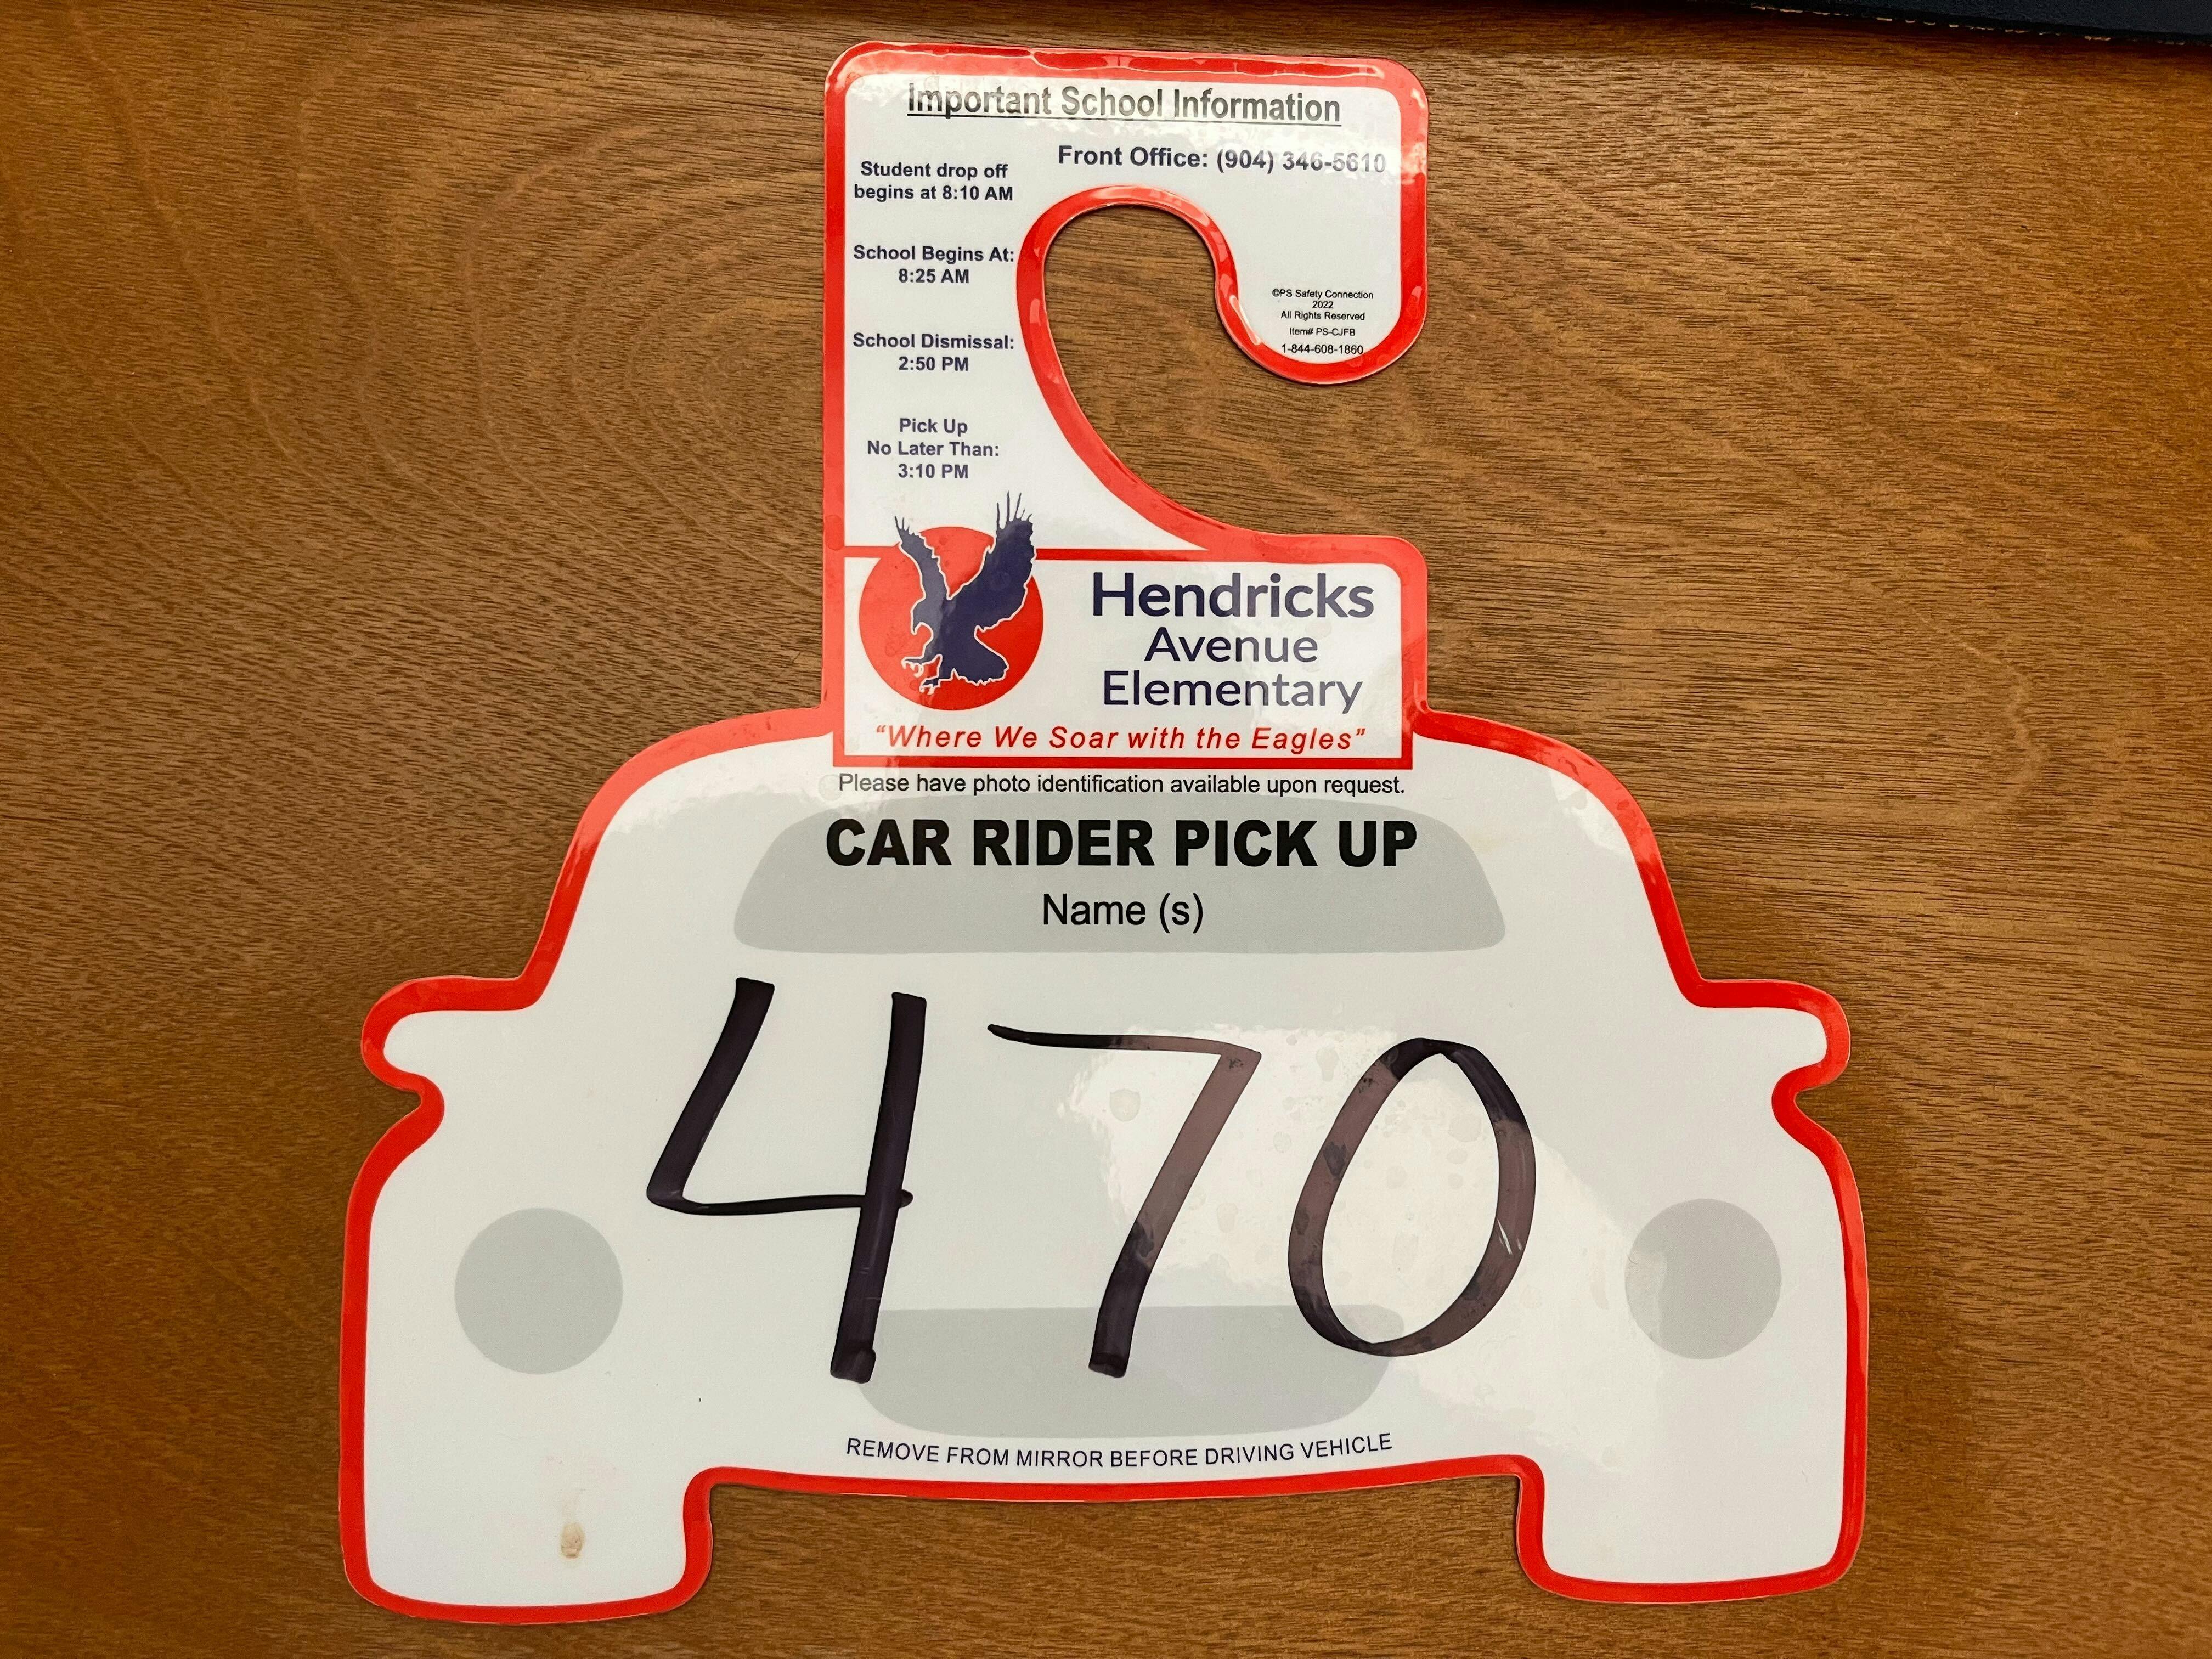 Important School Information
Front Office: (904) 346-5610
Student drop off
begins at 8:10 AM
School Begins At:
8:25 AM
School Dismissal:
2:50 PM
Pick Up
No Later Than:
3:10 PM
©PS Safety Connection
2022
All Rights Reserved
Item# PS-CJFB
1-844-608-1860
Hendricks
Avenue
Elementary
“Where We Soar with the Eagles”
Please have photo identification available upon request.
CAR RIDER PICK UP
Name (s)
470
REMOVE FROM MIRROR BEFORE DRIVING VEHICLE